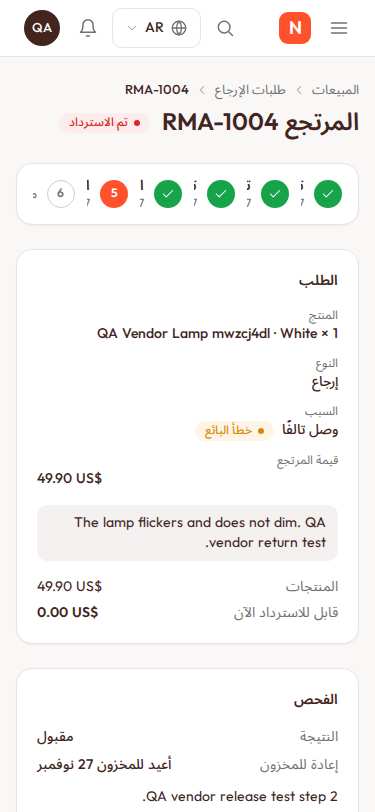 QA
AR
N
المبيعات > طلبات الإرجاع > RMA-1004
المرتجع RMA-1004 تم الاسترداد
5 6
الطلب
المنتج
QA Vendor Lamp mwzcj4dl · White × 1
النوع
إرجاع
السبب
وصل تالفًا خطأ البائع
قيمة المرتجع
49.90 US$
The lamp flickers and does not dim. QA
vendor return test.
المنتجات 49.90 US$
قابل للاسترداد الآن 0.00 US$
الفحص
النتيجة مقبول
إعادة للمخزون أعيد للمخزون 27 نوفمبر
QA vendor release test step 2.